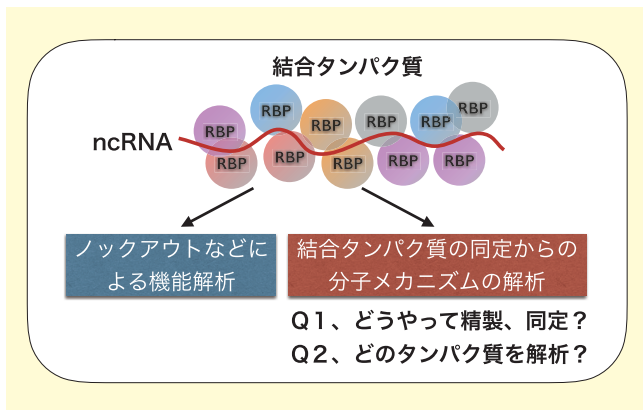 結合タンパク質
RBP
RBP
RBP
RBP
RBP
RBP
ncRNA
RBP
RBP
RBP
RBP
RBP
ノックアウトなどに
よる機能解析
結合タンパク質の同定からの
分子メカニズムの解析
Q1、どうやって精製、同定？
Q2、どのタンパク質を解析？